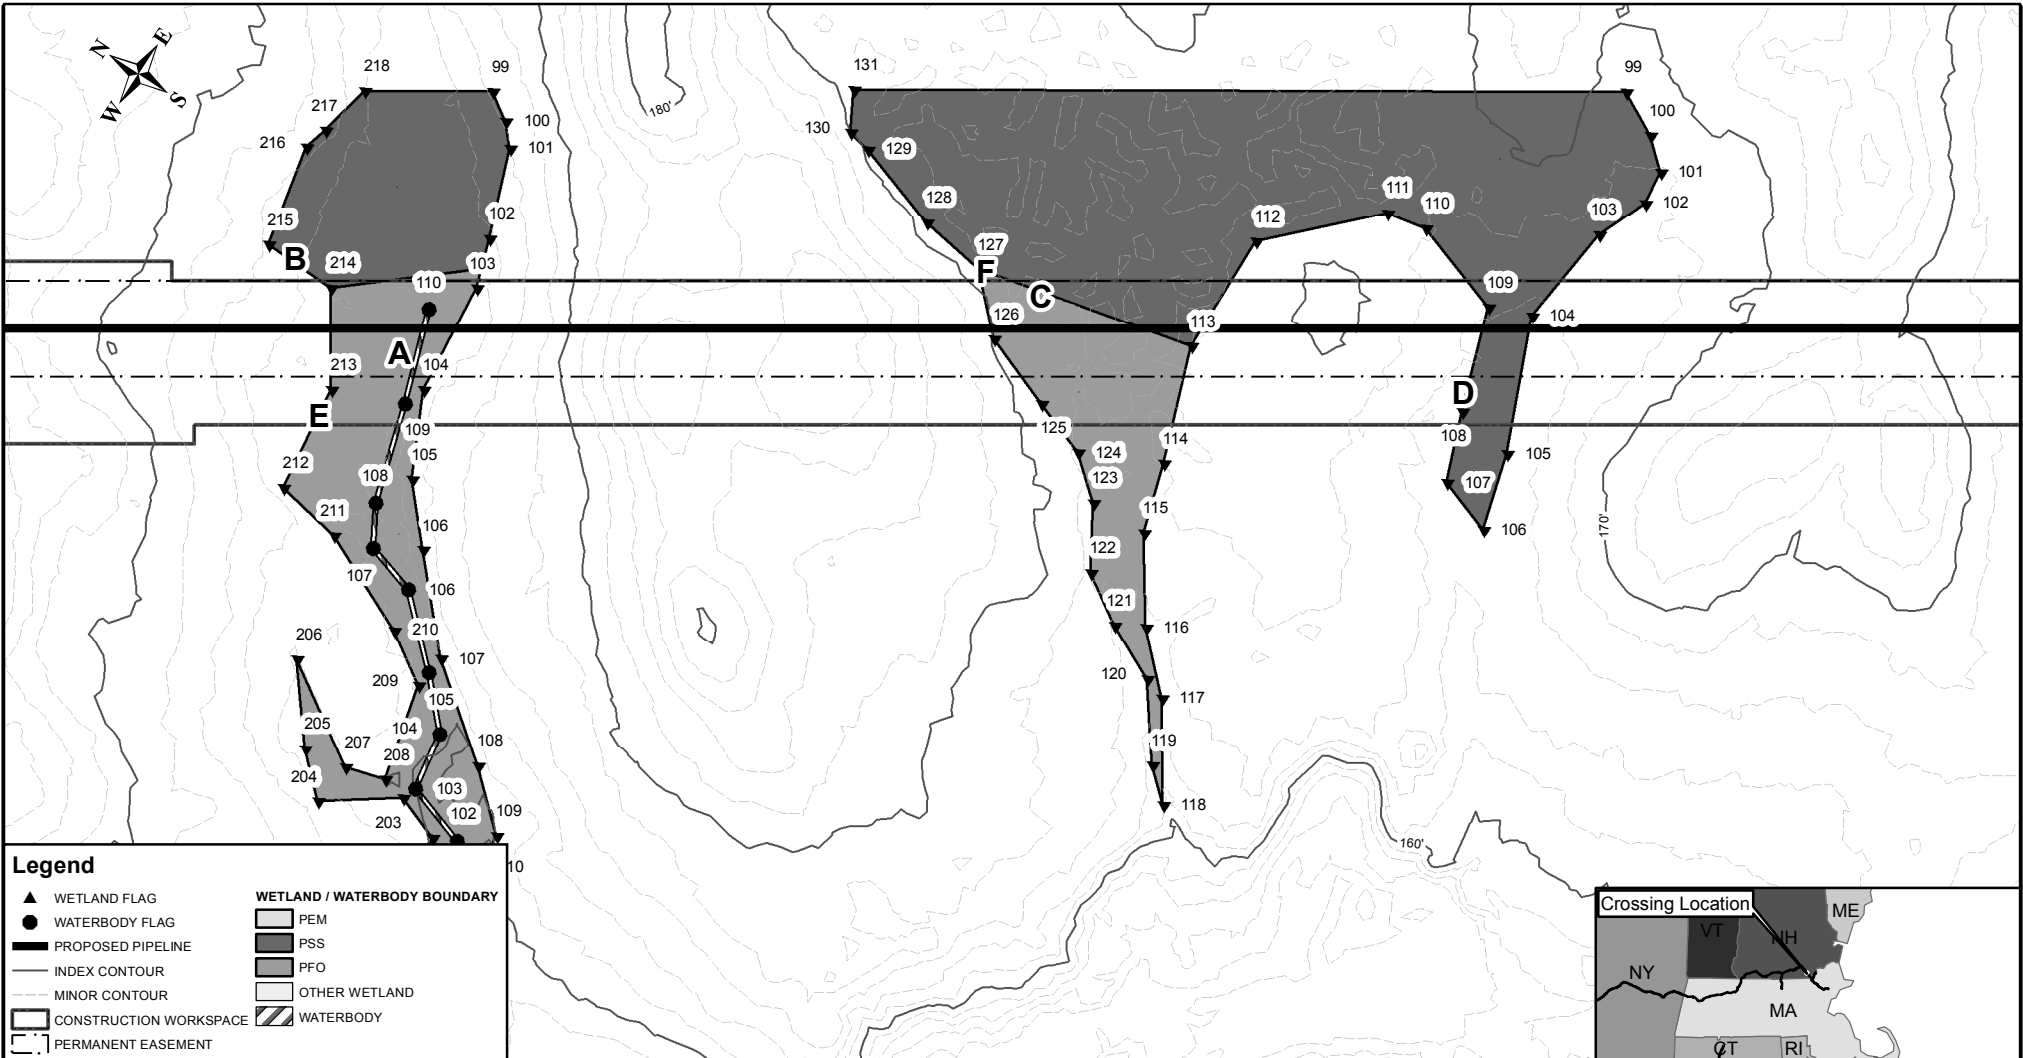 N
E
W
S
218
99
217
100
216
101
215
102
B
214
103
110
213
A
104
E
109
212
105
108
211
106
107
106
210
206
107
209
105
205
104
207
108
208
204
103
102
109
203
10
180'
131
99
130
100
129
101
128
111
110
102
112
103
127
F
C
109
126
113
104
D
125
114
108
124
105
123
107
115
106
170'
122
121
116
120
117
119
118
160'
Legend
WETLAND FLAG
WATERBODY FLAG
PROPOSED PIPELINE
INDEX CONTOUR
MINOR CONTOUR
CONSTRUCTION WORKSPACE
PERMANENT EASEMENT
WETLAND / WATERBODY BOUNDARY
PEM
PSS
PFO
OTHER WETLAND
WATERBODY
Crossing Location
ME
VT
NH
NY
MA
CT
RI